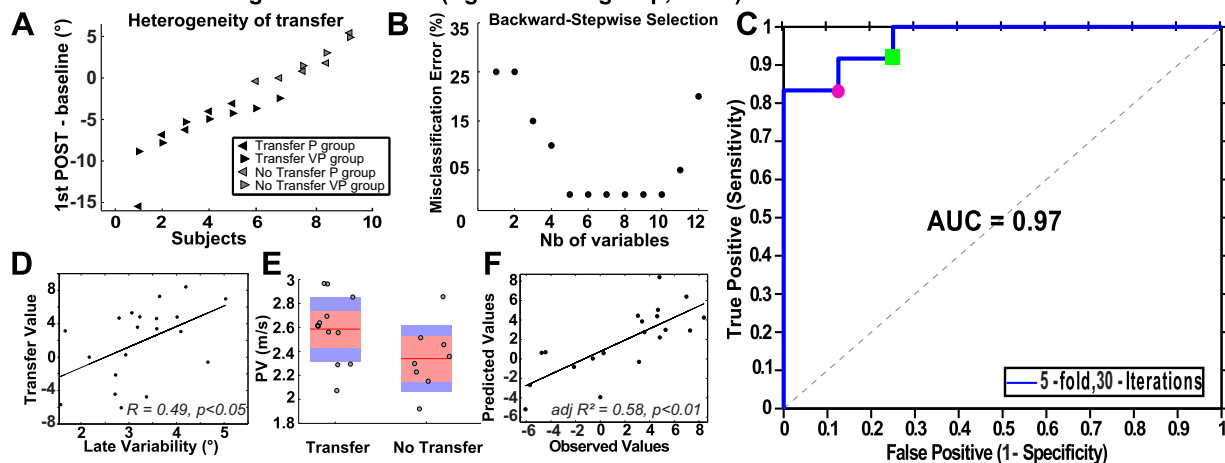 A
Heterogeneity of transfer
1st POST - baseline (°)
5
0
-5
-10
-15
Transfer P group
Transfer VP group
No Transfer P group
No Transfer VP group
0 2 4 6 8 10
Subjects
B
Backward-Stepwise Selection
Misclassification Error (%)
35
25
15
05
0
2 4 6 8 10 12
Nb of variables
C
True Positive (Sensitivity)
1
0.9
0.8
0.7
0.6
0.5
0.4
0.3
0.2
0.1
0
AUC = 0.97
5 -fold,30 - Iterations
0 0.1 0.2 0.3 0.4 0.5 0.6 0.7 0.8 0.9 1
False Positive (1 - Specificity)
D
Transfer Value
8
4
0
-4
-8
R = 0.49, p<0.05
2 3 4 5
Late Variability (°)
E
PV (m/s)
3
2.8
2.6
2.4
2.2
2
1.8
Transfer No Transfer
F
Predicted Values
8
6
4
2
0
-2
-4
-6
adj R² = 0.58, p<0.01
-6 -4 -2 0 2 4 6 8
Observed Values